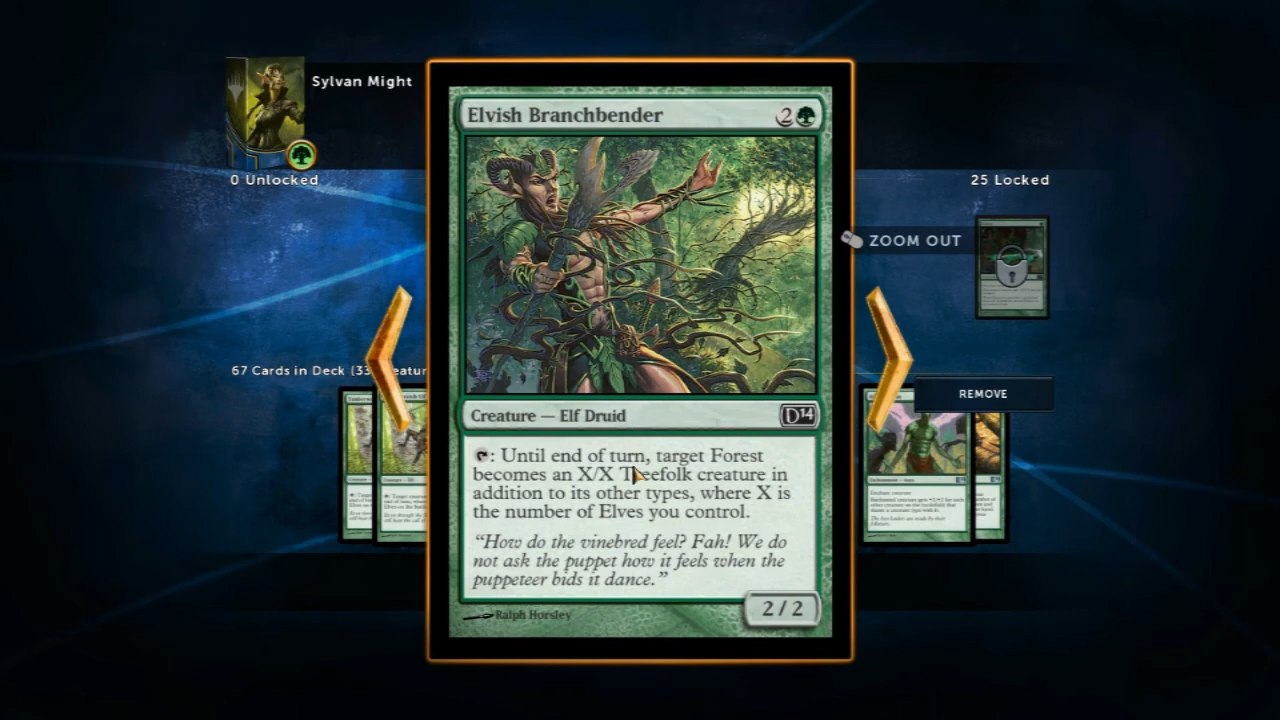 Sylvan Might
0 Unlocked
25 Locked
ZOOM OUT
67 Cards in Deck (33
REMOVE
Elvish Branchbender
2
Creature — Elf Druid
D14
: Until end of turn, target Forest
becomes an X/X Treefolk creature in
addition to its other types, where X is
the number of Elves you control.
“How do the vinebred feel? Fah! We do
not ask the puppet how it feels when the
puppeteer bids it dance.”
Ralph Horsley
2/2